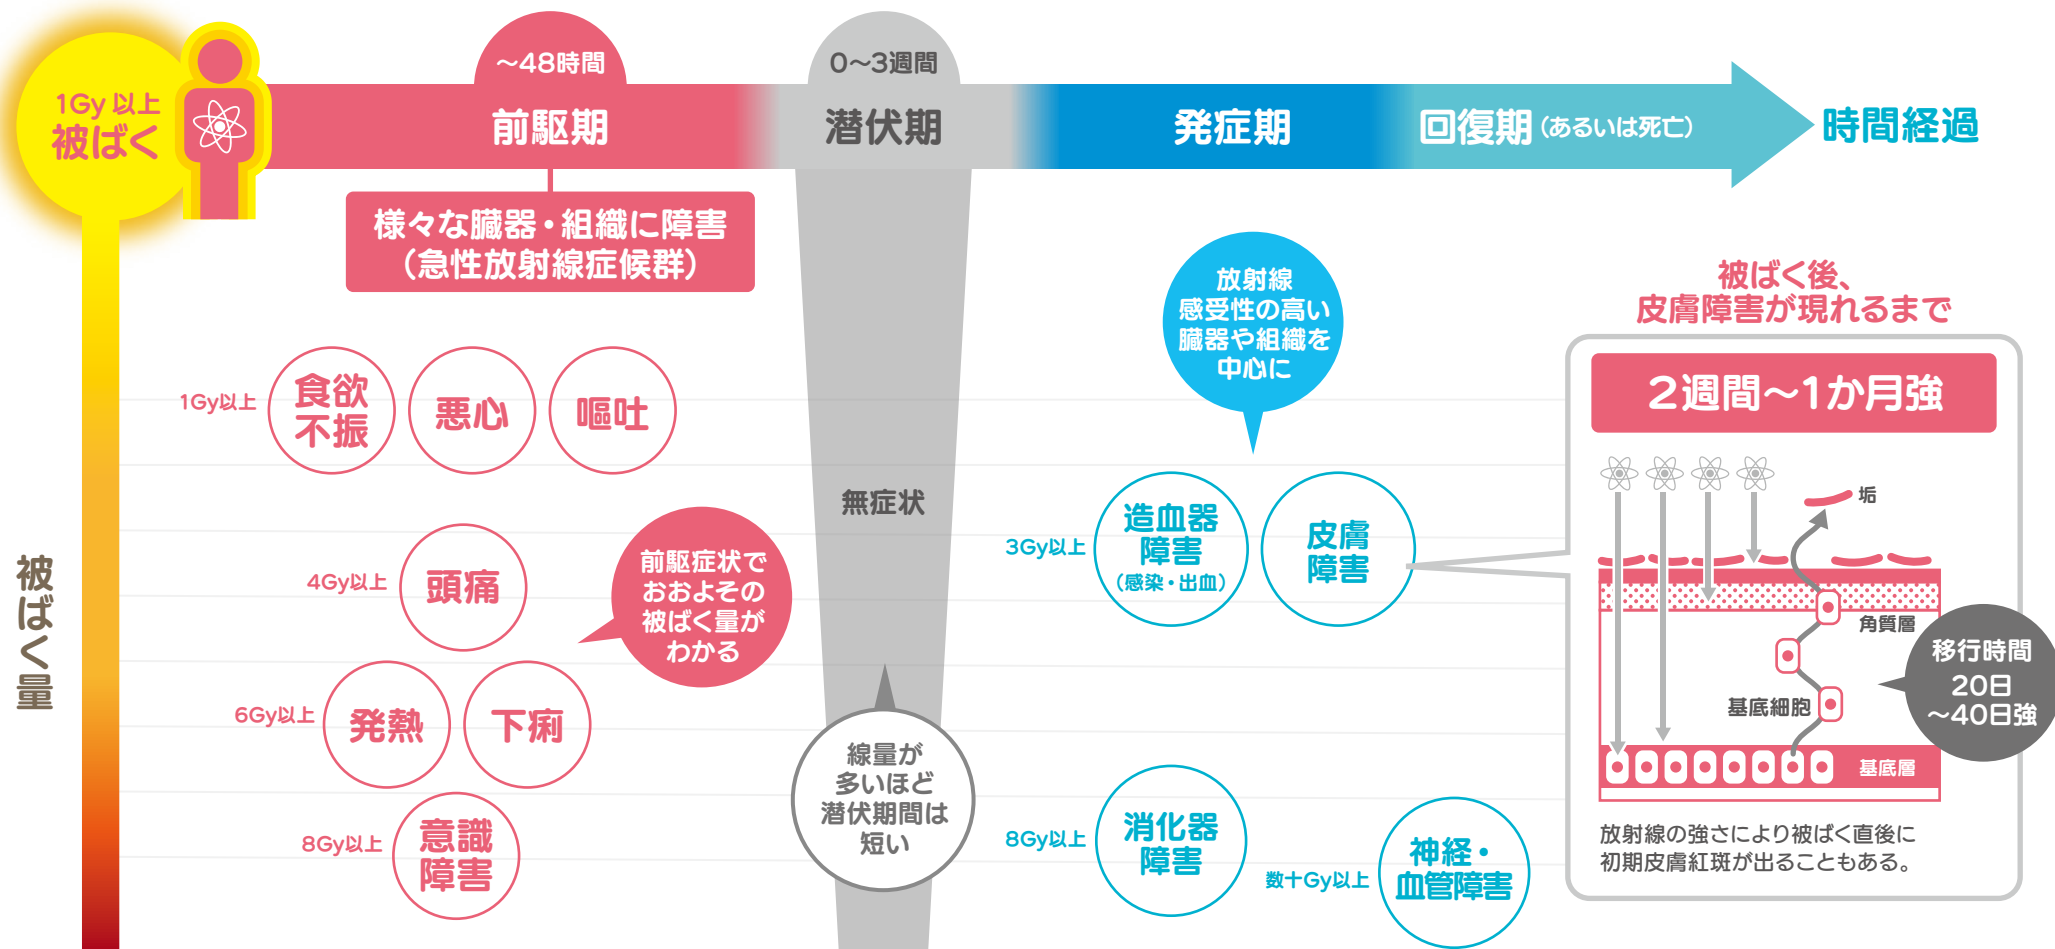 1Gy 以上
被ばく
～48時間
前駆期
0～3週間
潜伏期
発症期
回復期（あるいは死亡）
時間経過
様々な臓器・組織に障害
（急性放射線症候群）
被ばく量
1Gy以上
食欲
不振
悪心
嘔吐
4Gy以上
頭痛
前駆症状で
おおよその
被ばく量が
わかる
6Gy以上
発熱
下痢
8Gy以上
意識
障害
無症状
線量が
多いほど
潜伏期間は
短い
放射線
感受性の高い
臓器や組織を
中心に
3Gy以上
造血器
障害
（感染・出血）
皮膚
障害
8Gy以上
消化器
障害
数十Gy以上
神経・
血管障害
被ばく後、
皮膚障害が現れるまで
2週間～1か月強
垢
角質層
基底細胞
基底層
移行時間
20日
～40日強
放射線の強さにより被ばく直後に
初期皮膚紅斑が出ることもある。